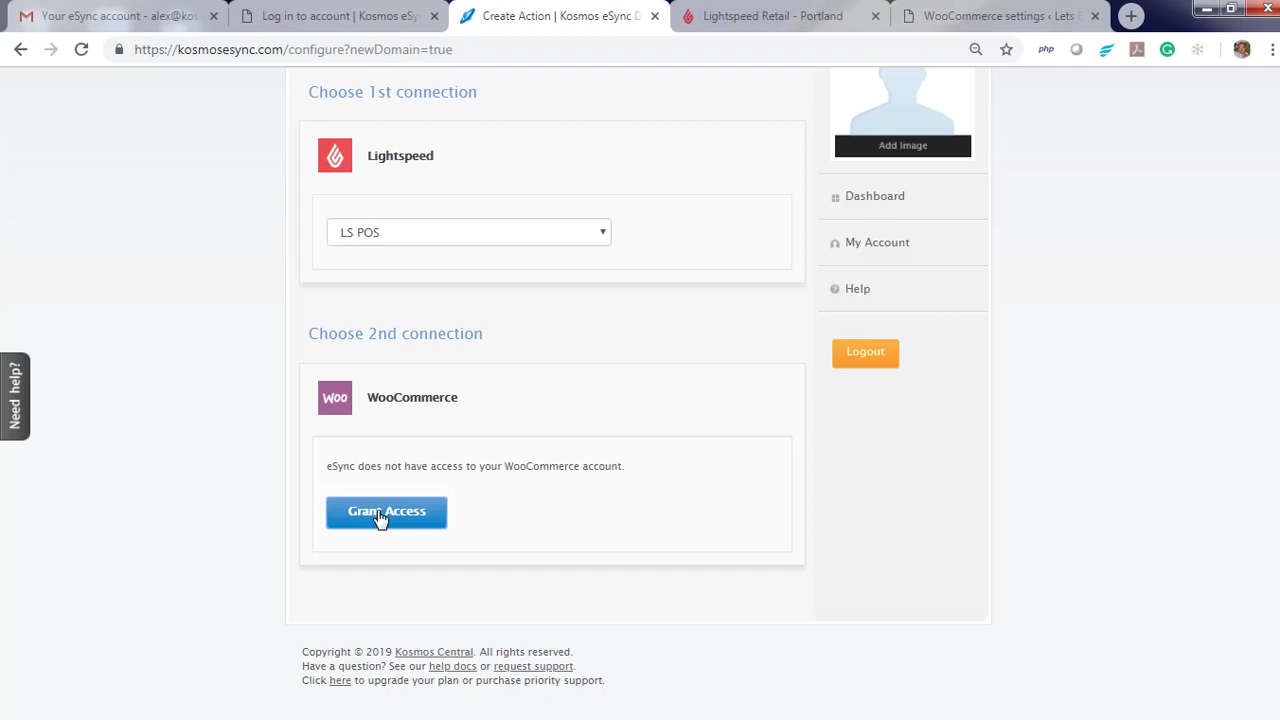 Your eSync account - alex@kos
Log in to account | Kosmos eSy
Create Action | Kosmos eSync D
Lightspeed Retail - Portland
WooCommerce settings ‹ Lets E
https://kosmosesync.com/configure?newDomain=true
php
Choose 1st connection
Lightspeed
LS POS
Choose 2nd connection
Woo
WooCommerce
eSync does not have access to your WooCommerce account.
Grant Access
Add Image
Dashboard
My Account
Help
Logout
Need help?
Copyright © 2019 Kosmos Central. All rights reserved.
Have a question? See our help docs or request support.
Click here to upgrade your plan or purchase priority support.